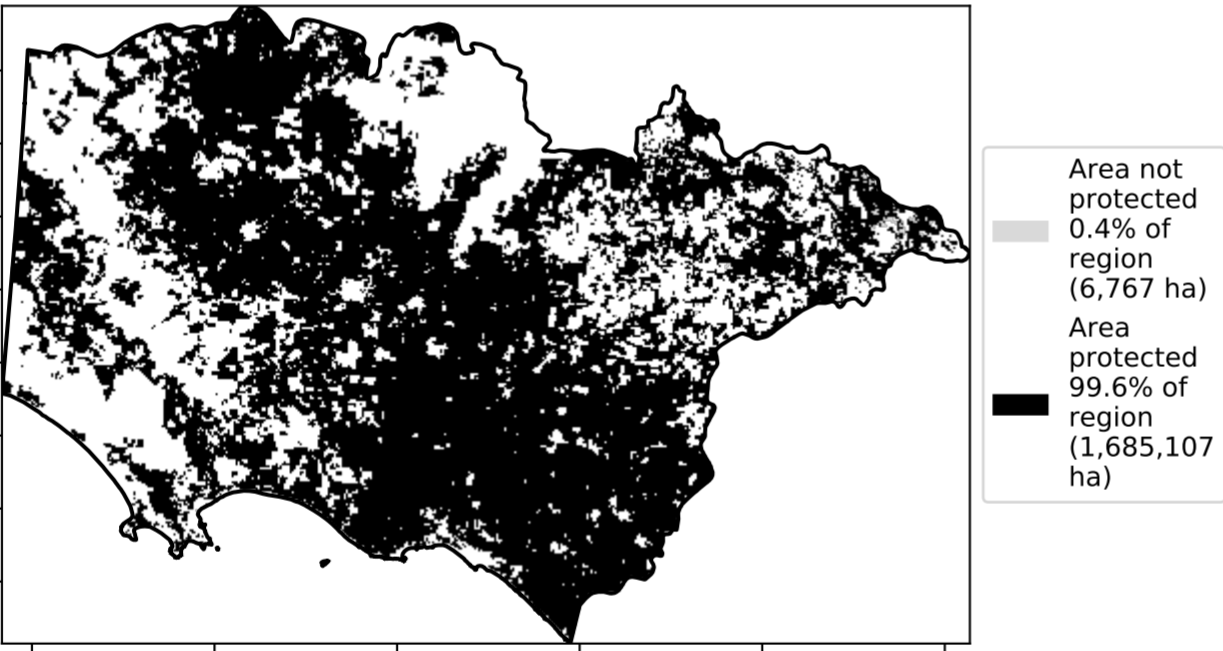 Area not
protected
0.4% of
region
(6,767 ha)
Area
protected
99.6% of
region
(1,685,107
ha)